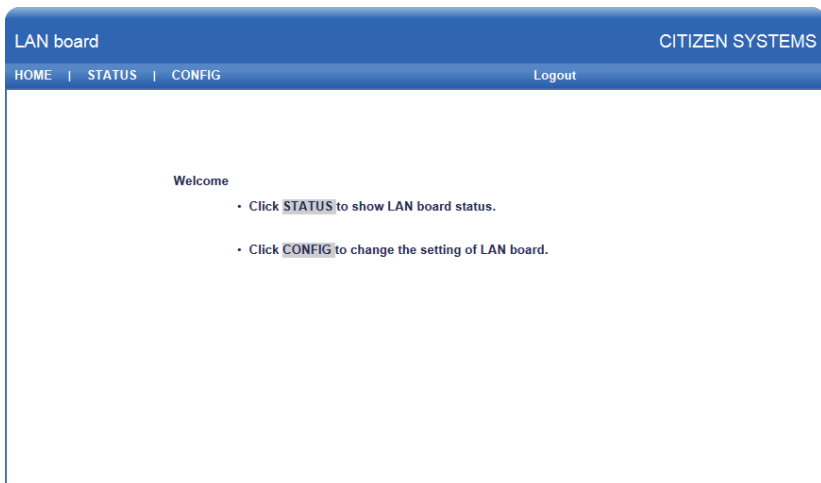 LAN board CITIZEN SYSTEMS
HOME | STATUS | CONFIG Logout
Welcome
• Click STATUS to show LAN board status.
• Click CONFIG to change the setting of LAN board.